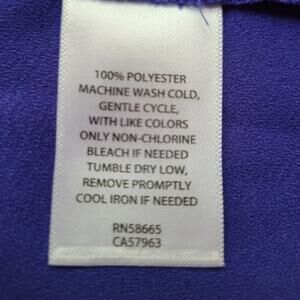 100% POLYESTER
MACHINE WASH COLD,
GENTLE CYCLE,
WITH LIKE COLORS
ONLY NON-CHLORINE
BLEACH IF NEEDED
TUMBLE DRY LOW,
REMOVE PROMPTLY
COOL IRON IF NEEDED
RN58665
CA57963